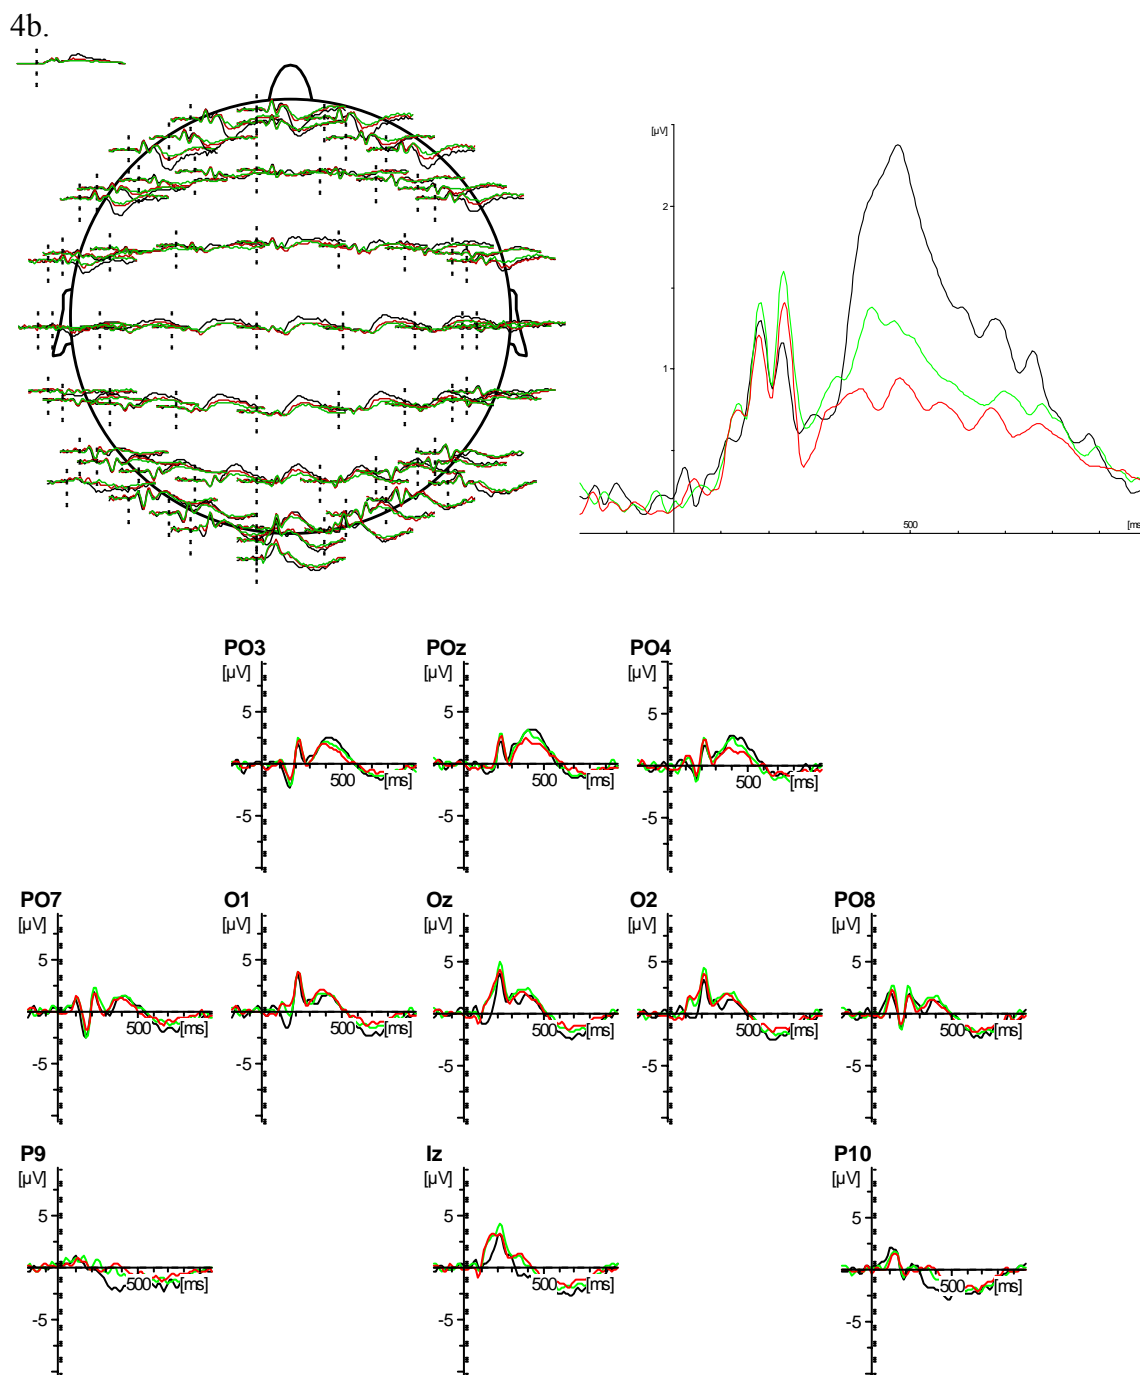 4b.
[µV]
2
1
500
[ms]
PO3 POz PO4
[µV] [µV] [µV]
5 5 5
500 [ms] 500 [ms] 500 [ms]
-5 -5 -5
PO7 O1 Oz O2 PO8
[µV] [µV] [µV] [µV] [µV]
5 5 5 5 5
500 [ms] 500 [ms] 500 [ms] 500 [ms] 500 [ms]
-5 -5 -5 -5 -5
P9 Iz P10
[µV] [µV] [µV]
5 5 5
500 [ms] 500 [ms] 500 [ms]
-5 -5 -5